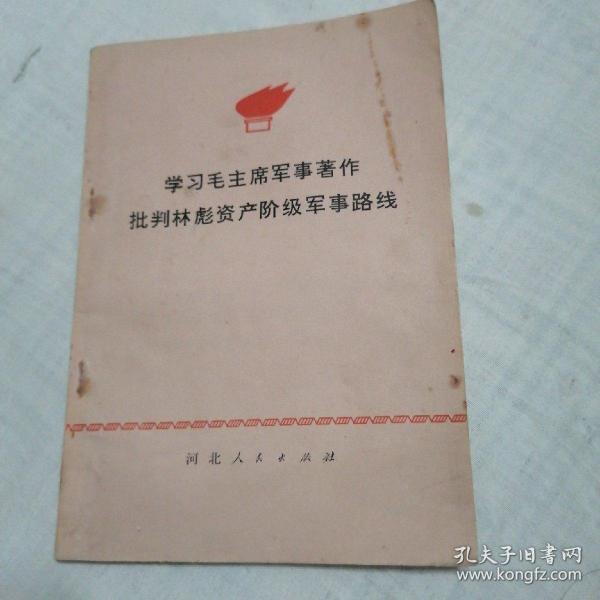 学习毛主席军事著作
批判林彪资产阶级军事路线
河北人民出版社
孔夫子旧书网
www.kongfz.com